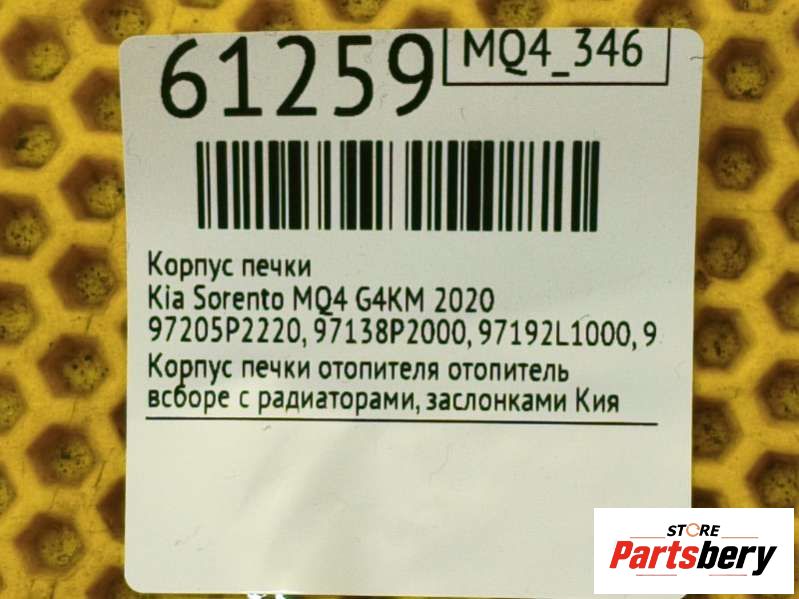 61259
MQ4_346
Корпус печки
Kia Sorento MQ4 G4KM 2020
97205P2220, 97138P2000, 97192L1000, 9
Корпус печки отопителя отопитель
всборе с радиаторами, заслонками Кия
STORE
Partsbery